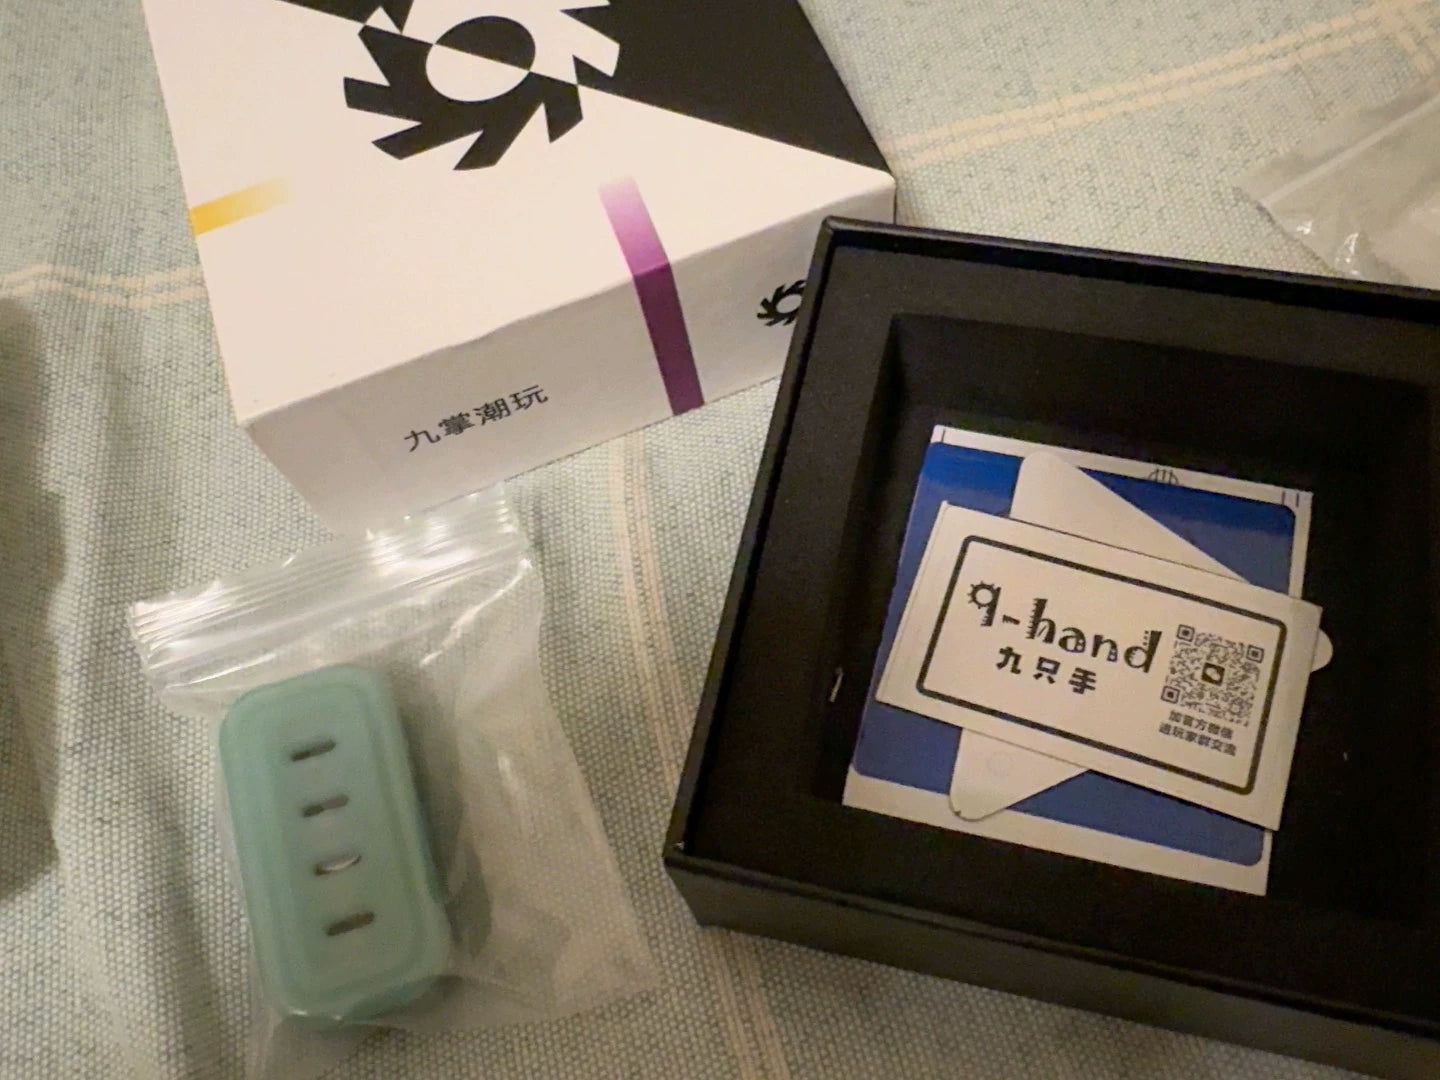 九掌潮玩
9-hand
九只手
加官方微信
进玩家群交流